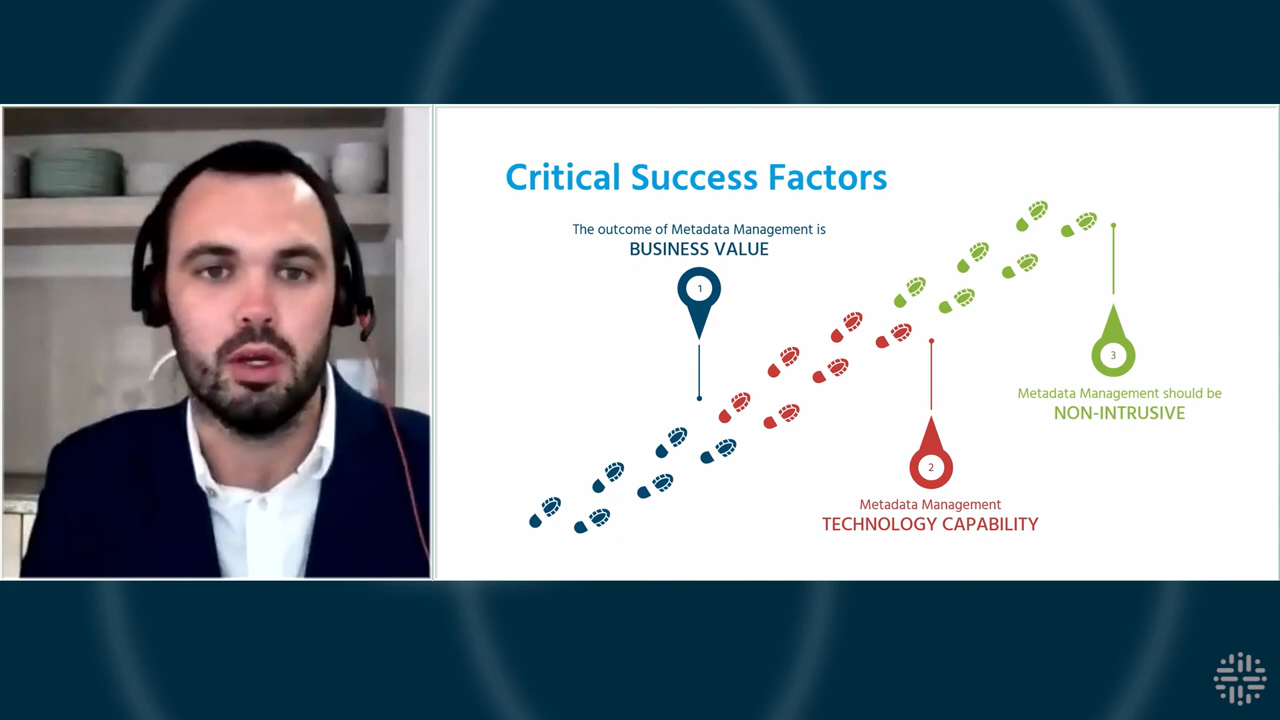 Critical Success Factors
The outcome of Metadata Management is
BUSINESS VALUE
1
2
Metadata Management
TECHNOLOGY CAPABILITY
3
Metadata Management should be
NON-INTRUSIVE